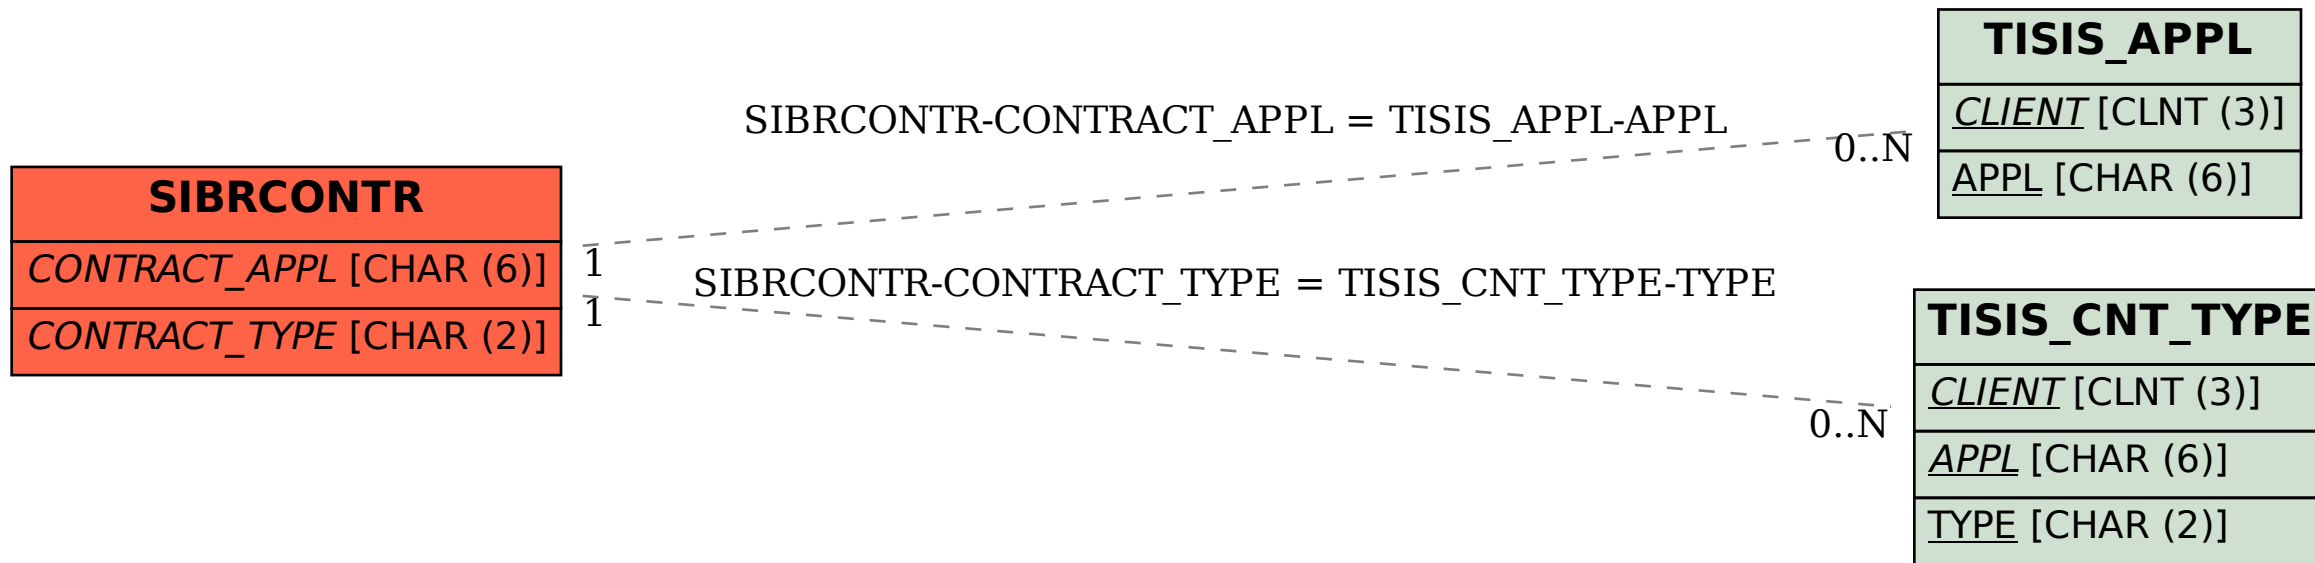 SIBRCONTR
CONTRACT_APPL [CHAR (6)]
CONTRACT_TYPE [CHAR (2)]
SIBRCONTR-CONTRACT_APPL = TISIS_APPL-APPL
0..N
1
SIBRCONTR-CONTRACT_TYPE = TISIS_CNT_TYPE-TYPE
1
0..N
TISIS_APPL
CLIENT [CLNT (3)]
APPL [CHAR (6)]
TISIS_CNT_TYPE
CLIENT [CLNT (3)]
APPL [CHAR (6)]
TYPE [CHAR (2)]